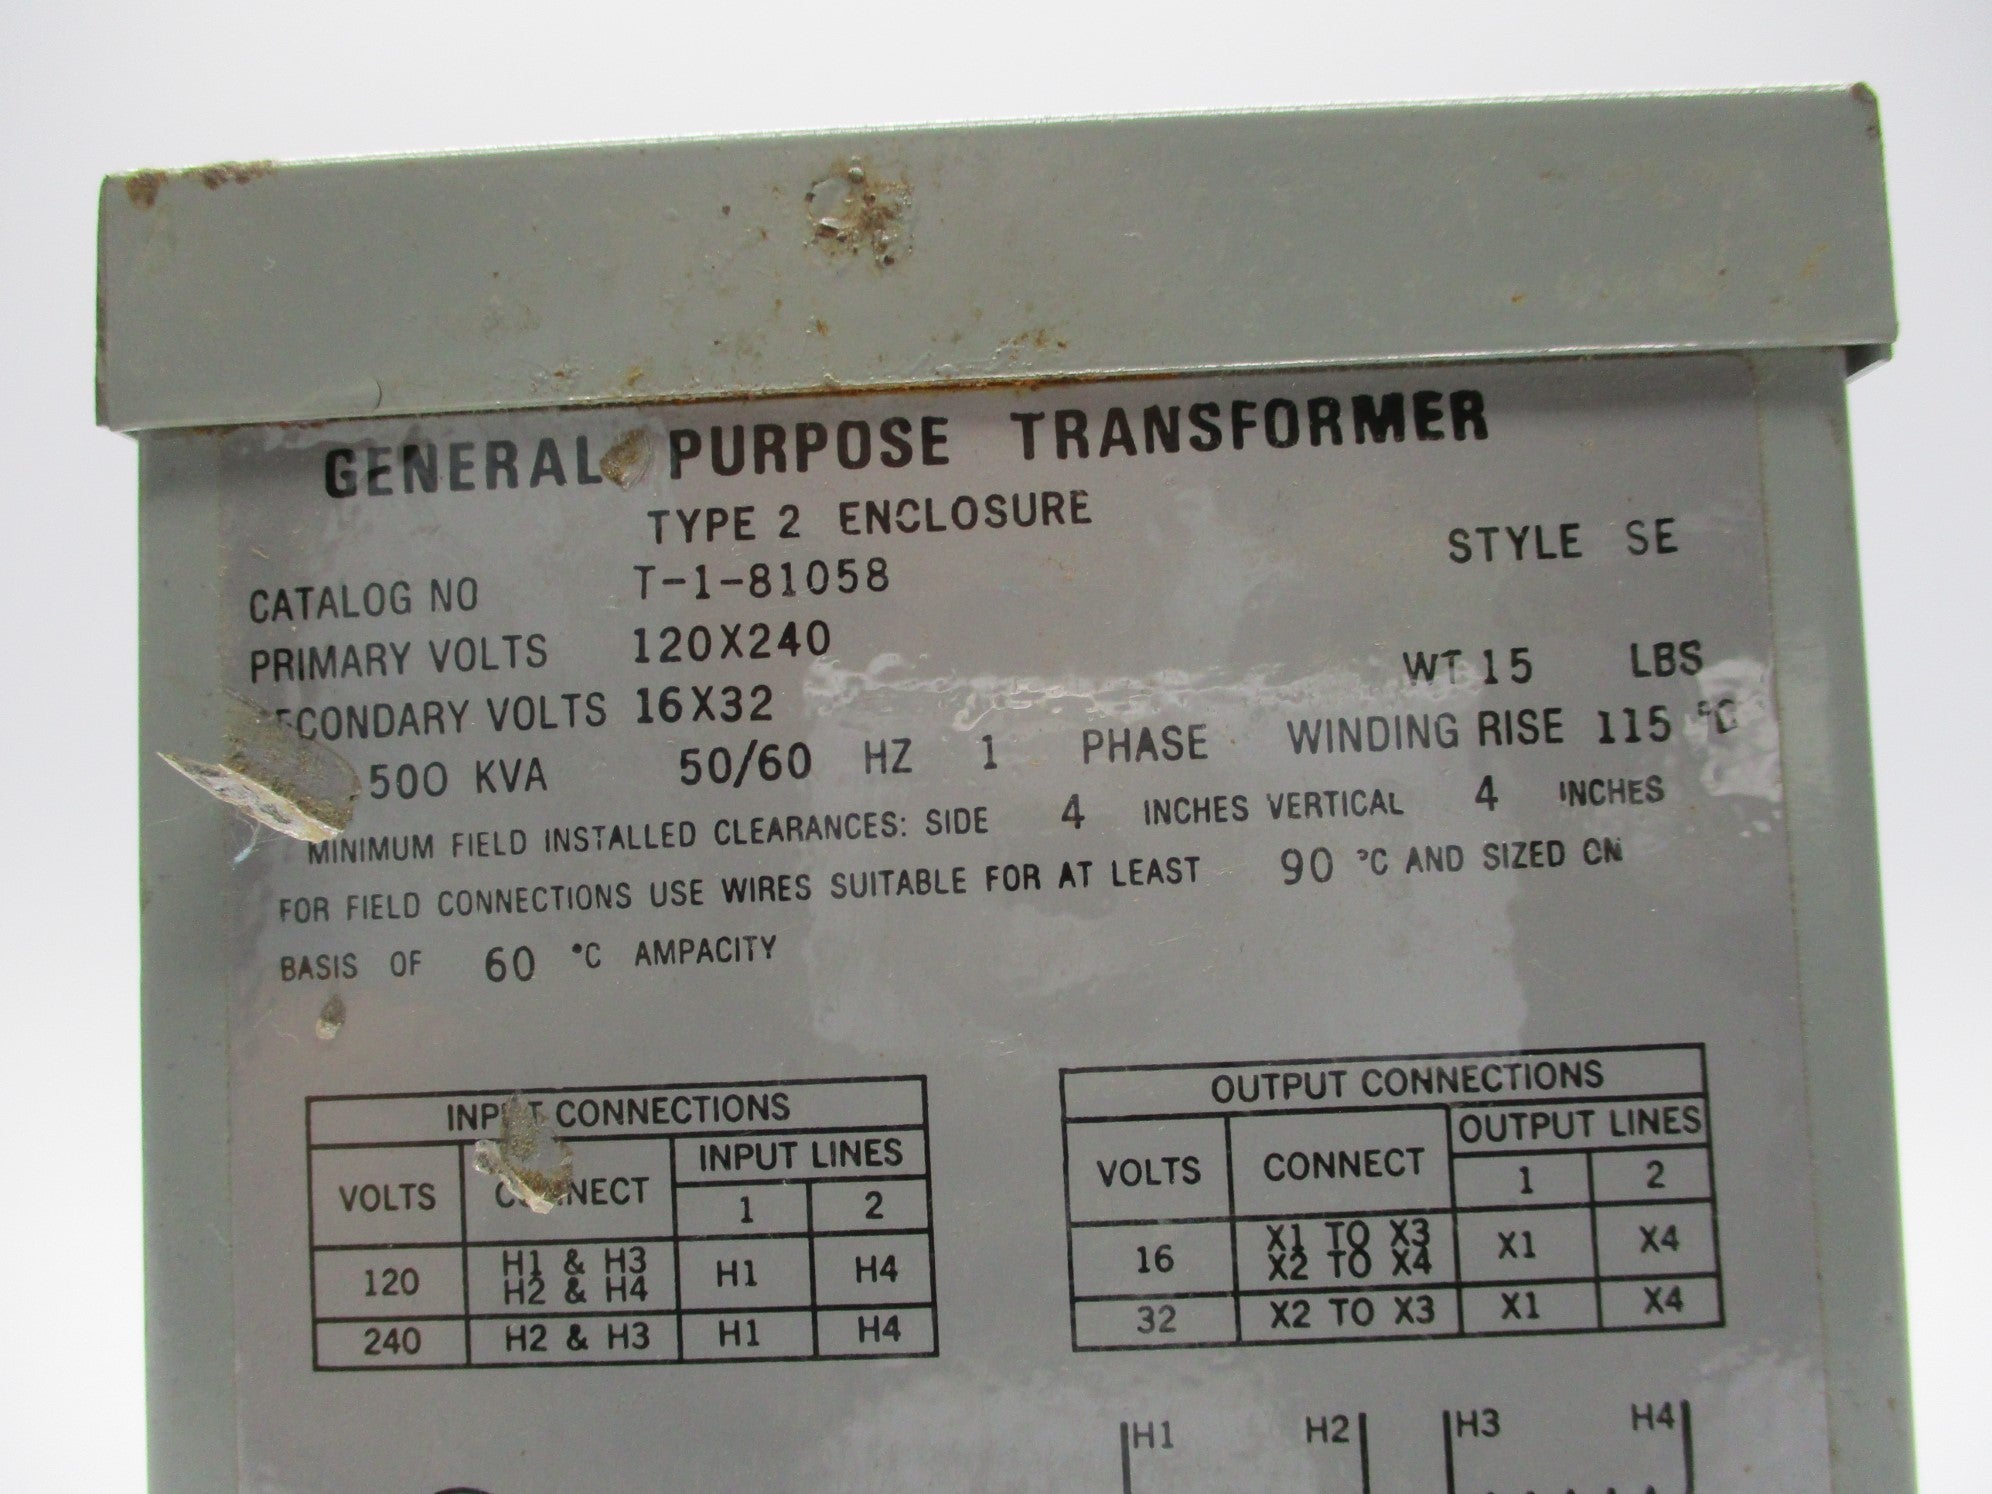 GENERAL PURPOSE TRANSFORMER
TYPE 2 ENCLOSURE
STYLE SE
CATALOG NO T-1-81058
PRIMARY VOLTS 120X240
WT 15 LBS
SECONDARY VOLTS 16X32
500 KVA 50/60 HZ 1 PHASE WINDING RISE 115 °C
MINIMUM FIELD INSTALLED CLEARANCES: SIDE 4 INCHES VERTICAL 4 INCHES
FOR FIELD CONNECTIONS USE WIRES SUITABLE FOR AT LEAST 90 °C AND SIZED ON
BASIS OF 60 °C AMPACITY
INPUT CONNECTIONS
VOLTS CONNECT INPUT LINES
1 2
120 H1 & H3 H1 H4
H2 & H4
240 H2 & H3 H1 H4
OUTPUT CONNECTIONS
VOLTS CONNECT OUTPUT LINES
1 2
16 X1 TO X3 X1 X4
X2 TO X4
32 X2 TO X3 X1 X4
H1 H2 H3 H4